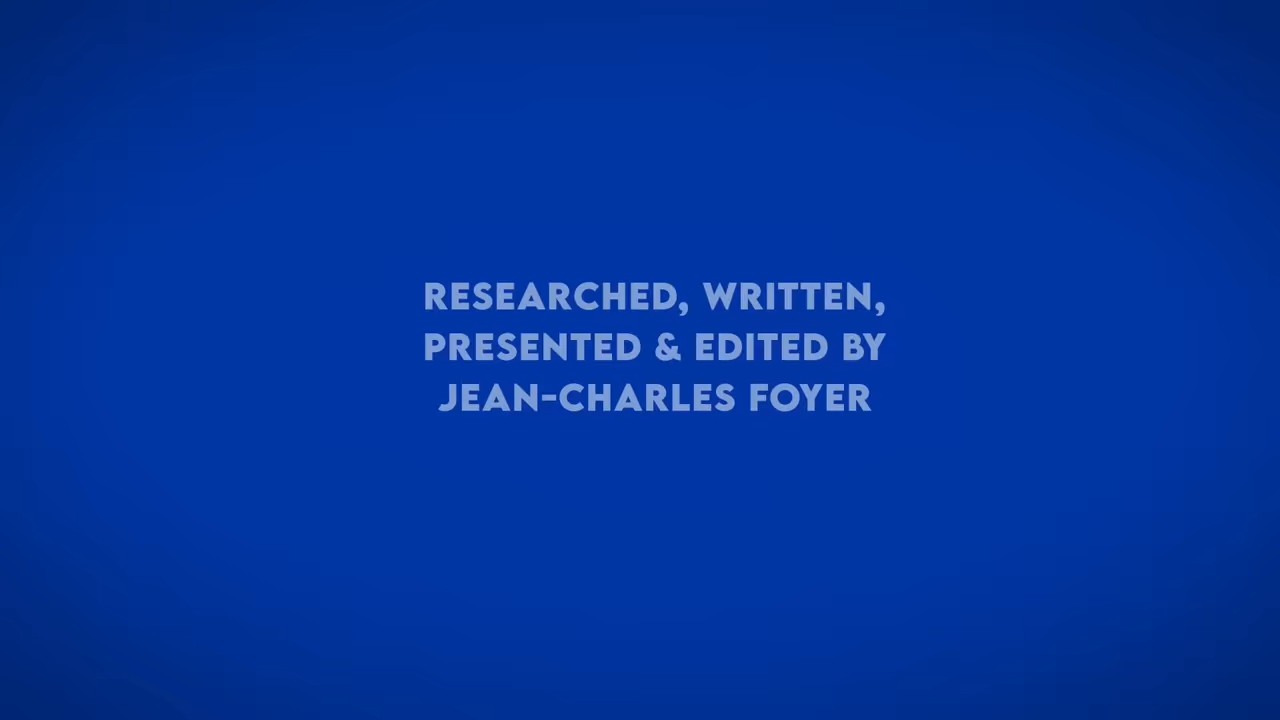 RESEARCHED, WRITTEN,
PRESENTED & EDITED BY
JEAN-CHARLES FOYER